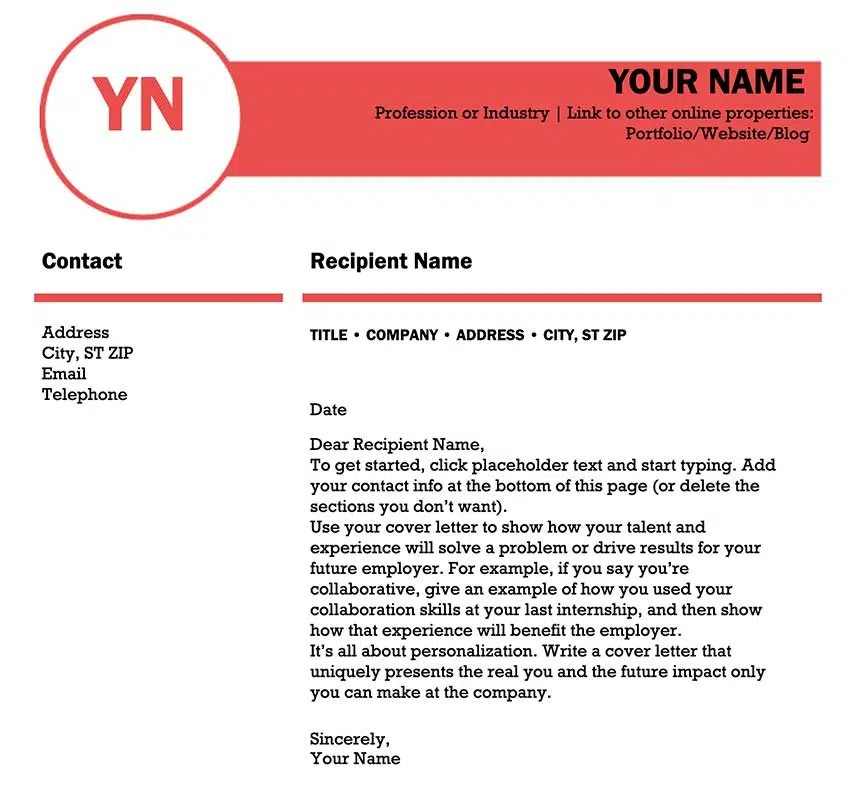 YN
YOUR NAME
Profession or Industry | Link to other online properties:
Portfolio/Website/Blog
Contact
Address
City, ST ZIP
Email
Telephone
Recipient Name
TITLE • COMPANY • ADDRESS • CITY, ST ZIP
Date
Dear Recipient Name,
To get started, click placeholder text and start typing. Add
your contact info at the bottom of this page (or delete the
sections you don’t want).
Use your cover letter to show how your talent and
experience will solve a problem or drive results for your
future employer. For example, if you say you’re
collaborative, give an example of how you used your
collaboration skills at your last internship, and then show
how that experience will benefit the employer.
It’s all about personalization. Write a cover letter that
uniquely presents the real you and the future impact only
you can make at the company.
Sincerely,
Your Name